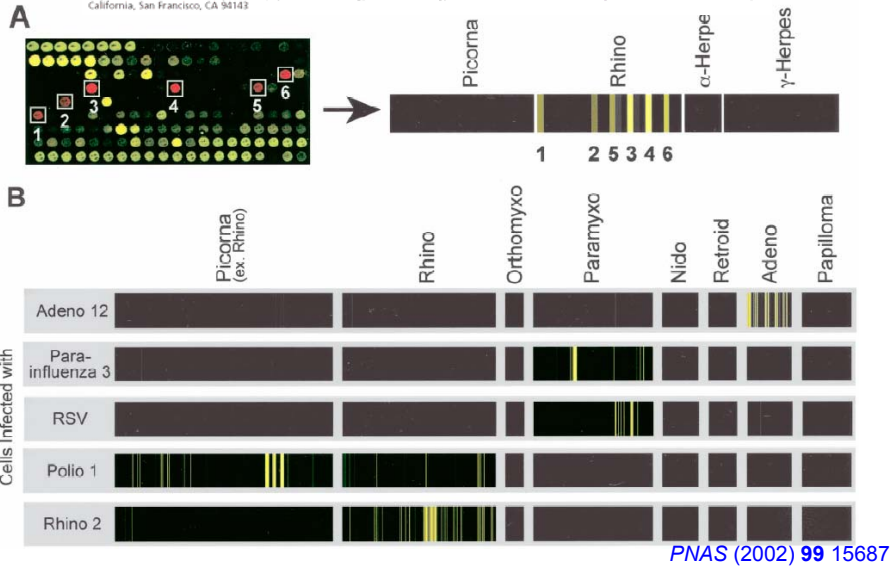 California, San Francisco, CA 94143
A
1
2
3
4
5
6
Picorna
Rhino
α-Herpe
γ-Herpes
1 2 5 3 4 6
B
Picorna
(ex. Rhino)
Rhino
Orthomyxo
Paramyxo
Nido
Retroid
Adeno
Papilloma
Cells Infected with
Adeno 12
Para-
influenza 3
RSV
Polio 1
Rhino 2
PNAS (2002) 99 15687